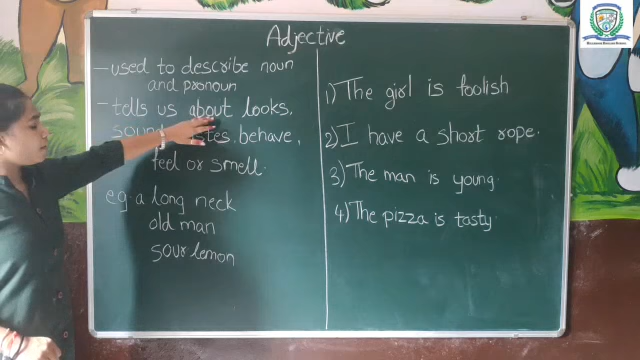 Adjective
- used to describe noun
and pronoun
- tells us about looks,
behave,
feel or smell.
eg. a long neck
old man
sour lemon
1) The girl is foolish
2) I have a short rope.
3) The man is young.
4) The pizza is tasty.